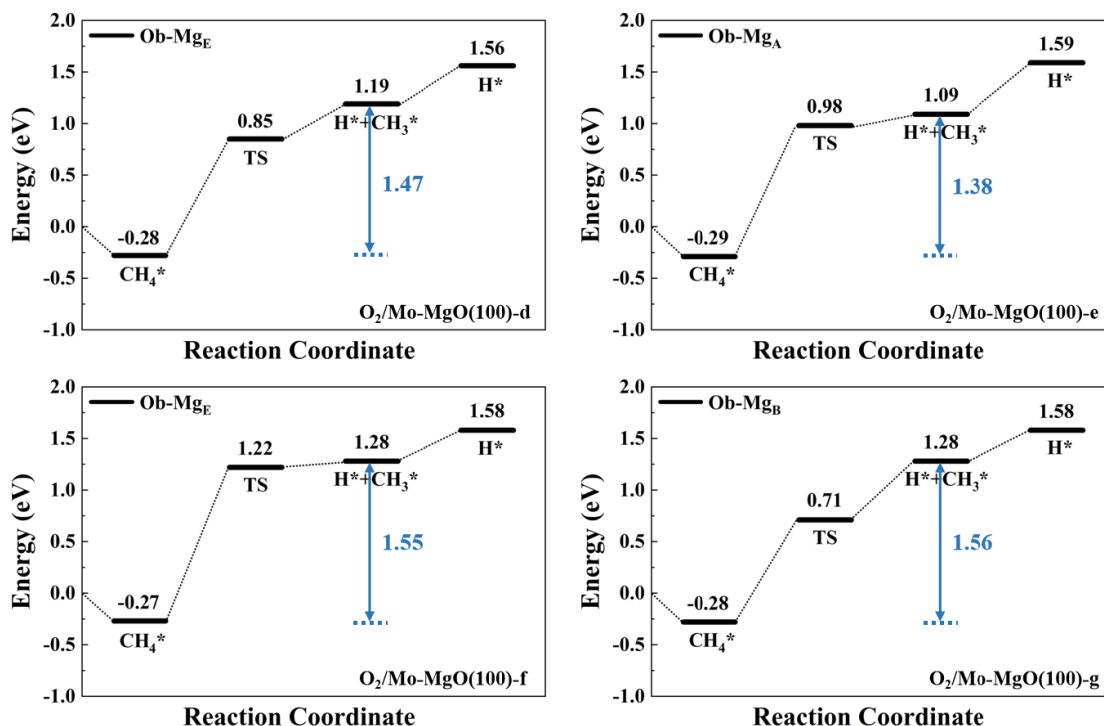 Ob-Mg_E
2.0
1.5
1.0
0.5
0.0
-0.5
-1.0
Energy (eV)
-0.28
CH₄*
0.85
TS
1.19
H*+CH₃*
1.56
H*
1.47
O₂/Mo-MgO(100)-d
Reaction Coordinate
Ob-Mg_A
2.0
1.5
1.0
0.5
0.0
-0.5
-1.0
Energy (eV)
-0.29
CH₄*
0.98
TS
1.09
H*+CH₃*
1.59
H*
1.38
O₂/Mo-MgO(100)-e
Reaction Coordinate
Ob-Mg_E
2.0
1.5
1.0
0.5
0.0
-0.5
-1.0
Energy (eV)
-0.27
CH₄*
1.22
TS
1.28
H*+CH₃*
1.58
H*
1.55
O₂/Mo-MgO(100)-f
Reaction Coordinate
Ob-Mg_B
2.0
1.5
1.0
0.5
0.0
-0.5
-1.0
Energy (eV)
-0.28
CH₄*
0.71
TS
1.28
H*+CH₃*
1.58
H*
1.56
O₂/Mo-MgO(100)-g
Reaction Coordinate